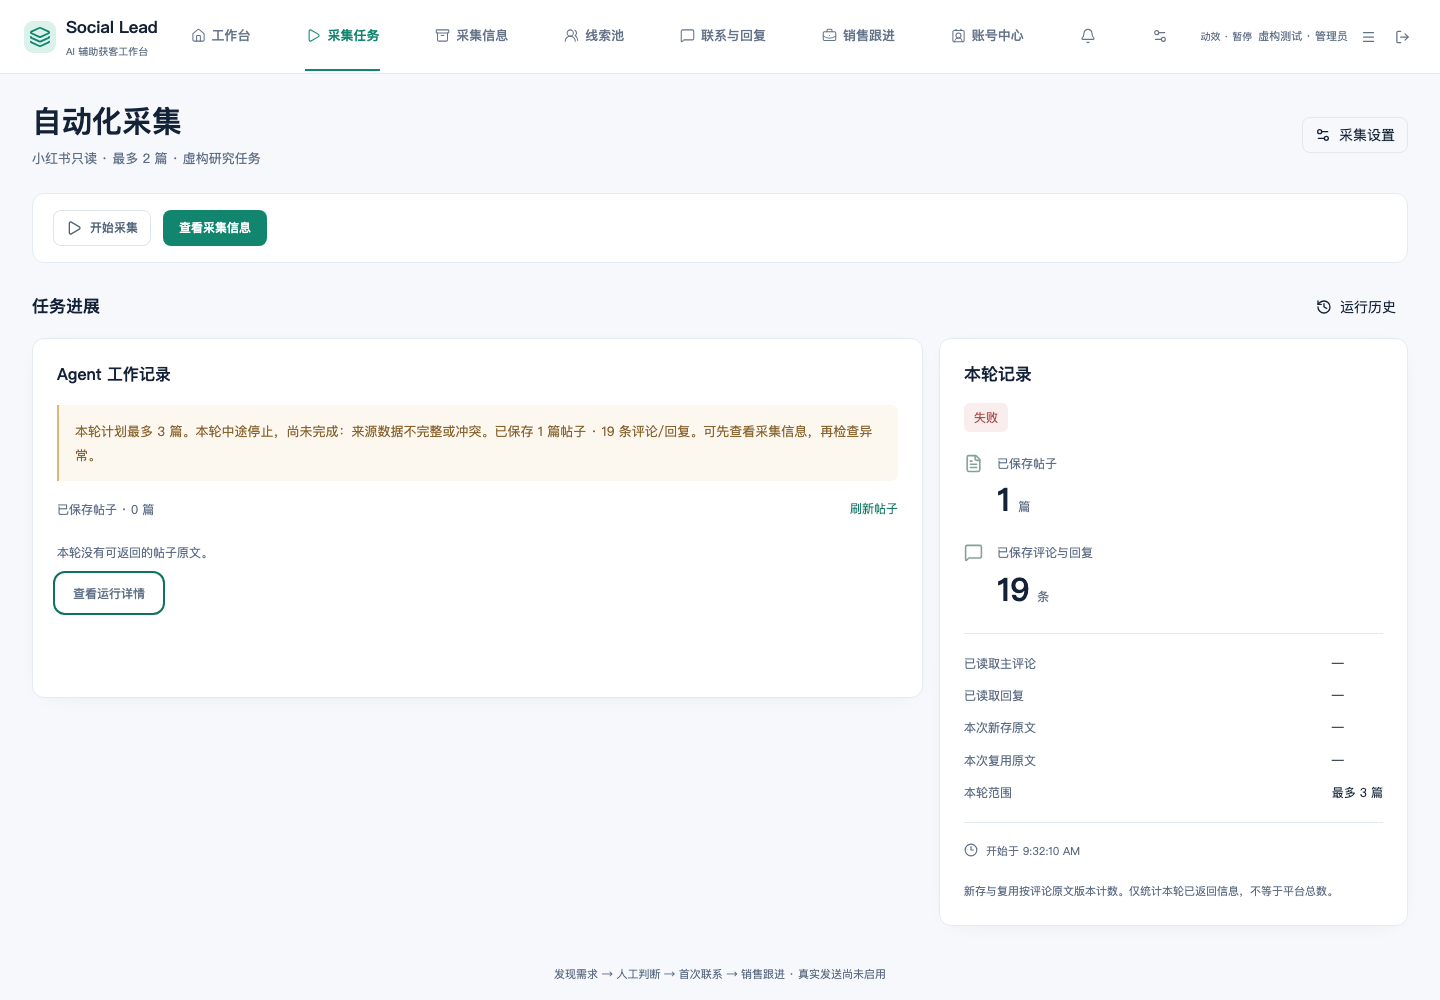 Social Lead
AI 辅助获客工作台
工作台
采集任务
采集信息
线索池
联系与回复
销售跟进
账号中心
动效 · 暂停
虚构测试 · 管理员
自动化采集
小红书只读 · 最多 2 篇 · 虚构研究任务
采集设置
开始采集
查看采集信息
任务进展
运行历史
Agent 工作记录
本轮计划最多 3 篇。本轮中途停止，尚未完成：来源数据不完整或冲突。已保存 1 篇帖子 · 19 条评论/回复。可先查看采集信息，再检查异
常。
已保存帖子 · 0 篇
刷新帖子
本轮没有可返回的帖子原文。
查看运行详情
本轮记录
失败
已保存帖子
1 篇
已保存评论与回复
19 条
已读取主评论 —
已读取回复 —
本次新存原文 —
本次复用原文 —
本轮范围 最多 3 篇
开始于 9:32:10 AM
新存与复用按评论原文版本计数。仅统计本轮已返回信息，不等于平台总数。
发现需求 → 人工判断 → 首次联系 → 销售跟进 · 真实发送尚未启用